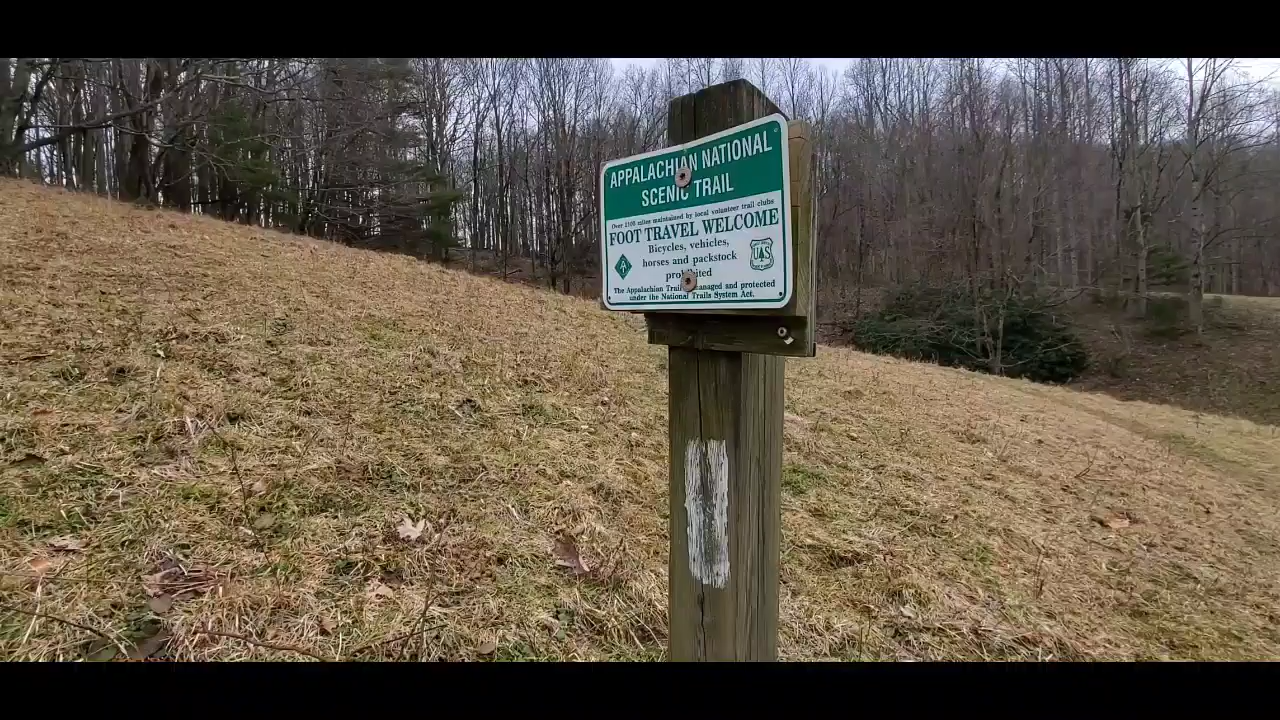 APPALACHIAN NATIONAL
SCENIC TRAIL
Over 2100 miles maintained by local volunteer trail clubs
FOOT TRAVEL WELCOME
Bicycles, vehicles,
horses and packstock
prohibited
The Appalachian Trail managed and protected
under the National Trails System Act.
UAS